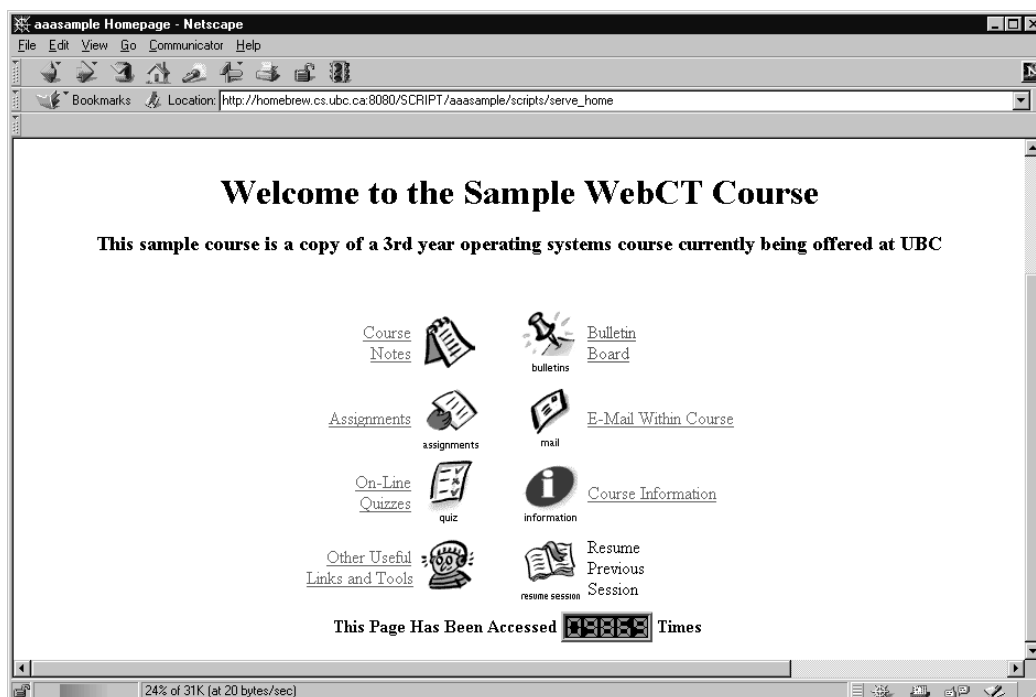 aaasample Homepage - Netscape
File Edit View Go Communicator Help
Bookmarks Location: http://homebrew.cs.ubc.ca:8080/SCRIPT/aaasample/scripts/serve_home
Welcome to the Sample WebCT Course
This sample course is a copy of a 3rd year operating systems course currently being offered at UBC
Course
Notes
bulletins
Bulletin
Board
Assignments
assignments
mail
E-Mail Within Course
On-Line
Quizzes
quiz
information
Course Information
Other Useful
Links and Tools
resume session
Resume
Previous
Session
This Page Has Been Accessed Times
24% of 31K (at 20 bytes/sec)